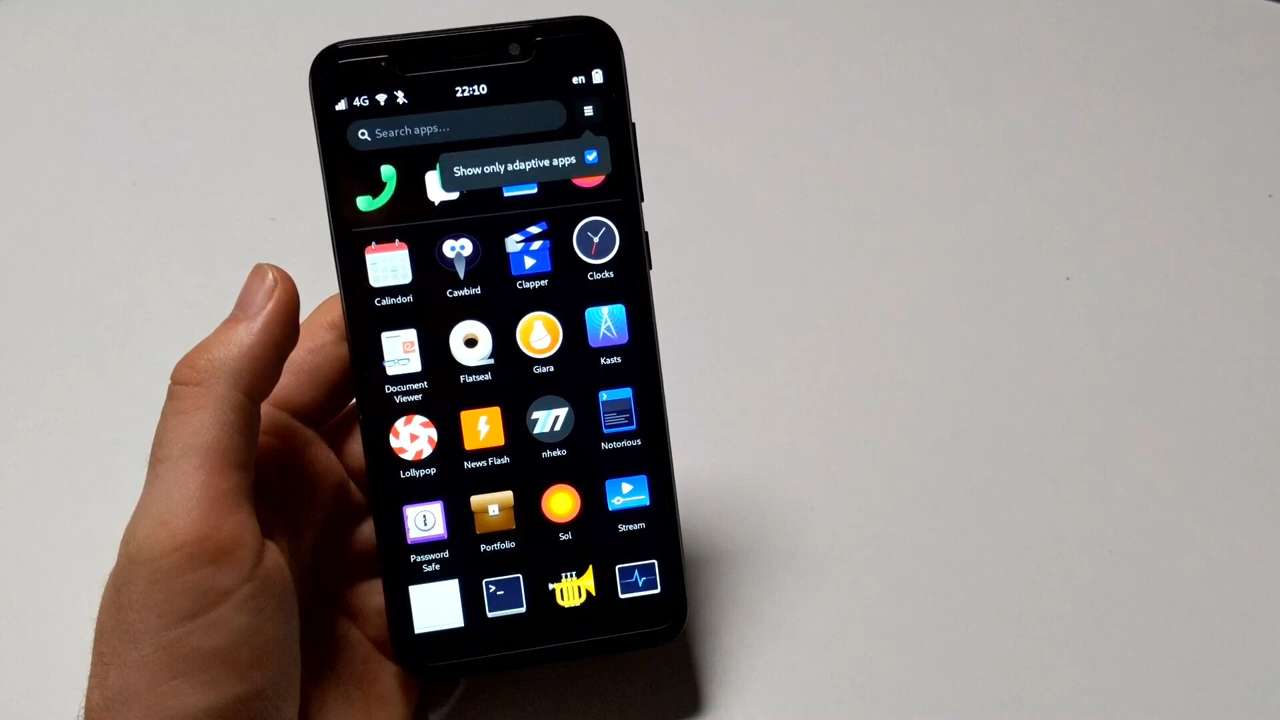 4G 22:10 en
Search apps...
Show only adaptive apps
Calindori Cawbird Clapper Clocks
Document Viewer Flatseal Giara Kasts
Lollypop News Flash nheko Notorious
Password Safe Portfolio Sol Stream